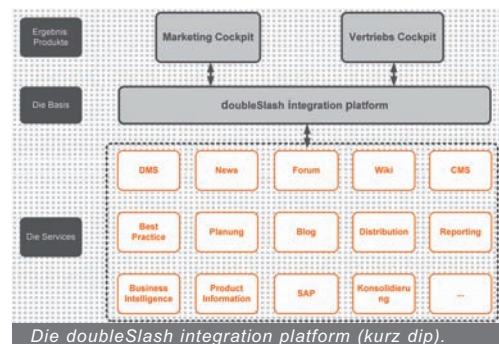 Ergebnis
Produkte
Marketing Cockpit
Vertriebs Cockpit
Die Basis
doubleSlash integration platform
Die Services
DMS
News
Forum
Wiki
CMS
Best
Practice
Planung
Blog
Distribution
Reporting
Business
Intelligence
Product
Information
SAP
Konsolidieru
ng
...
Die doubleSlash integration platform (kurz dip).